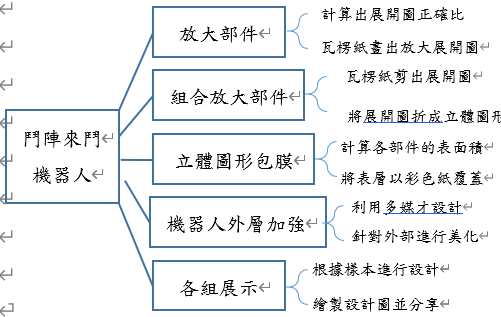 鬥陣來鬥
機器人
放大部件
計算出展開圖正確比
瓦楞紙畫出放大展開圖
組合放大部件
瓦楞紙剪出展開圖
將展開圖折成立體圖形
立體圖形包膜
計算各部件的表面積
將表層以彩色紙覆蓋
機器人外層加強
利用多媒才設計
針對外部進行美化
各組展示
根據樣本進行設計
繪製設計圖並分享